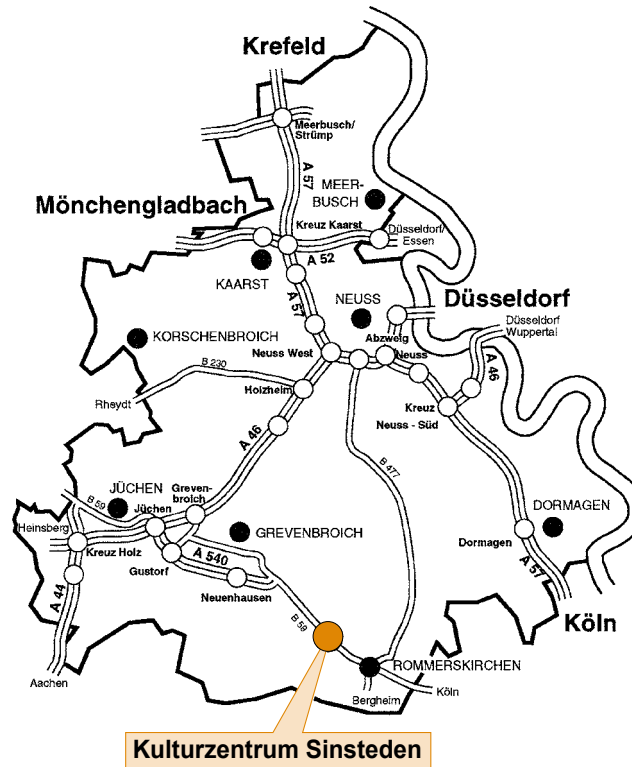 Krefeld
Meerbusch/
Strümp
A 57
MEER-
BUSCH
Mönchengladbach
Kreuz Kaarst
Düsseldorf/
Essen
A 52
KAARST
A 57
NEUSS
Düsseldorf
Abzweig
Neuss
Düsseldorf
Wuppertal
KORSCHENBROICH
Neuss West
B 230
A 46
Holzheim
Rheydt
Kreuz
Neuss - Süd
A 46
B 477
JÜCHEN
Greven-
broich
B 59
Jüchen
DORMAGEN
Heinsberg
GREVENBROICH
Kreuz Holz
Dormagen
A 540
Gustorf
A 57
Neuenhausen
A 44
Köln
B 59
ROMMERSKIRCHEN
Aachen
Köln
Bergheim
Kulturzentrum Sinsteden